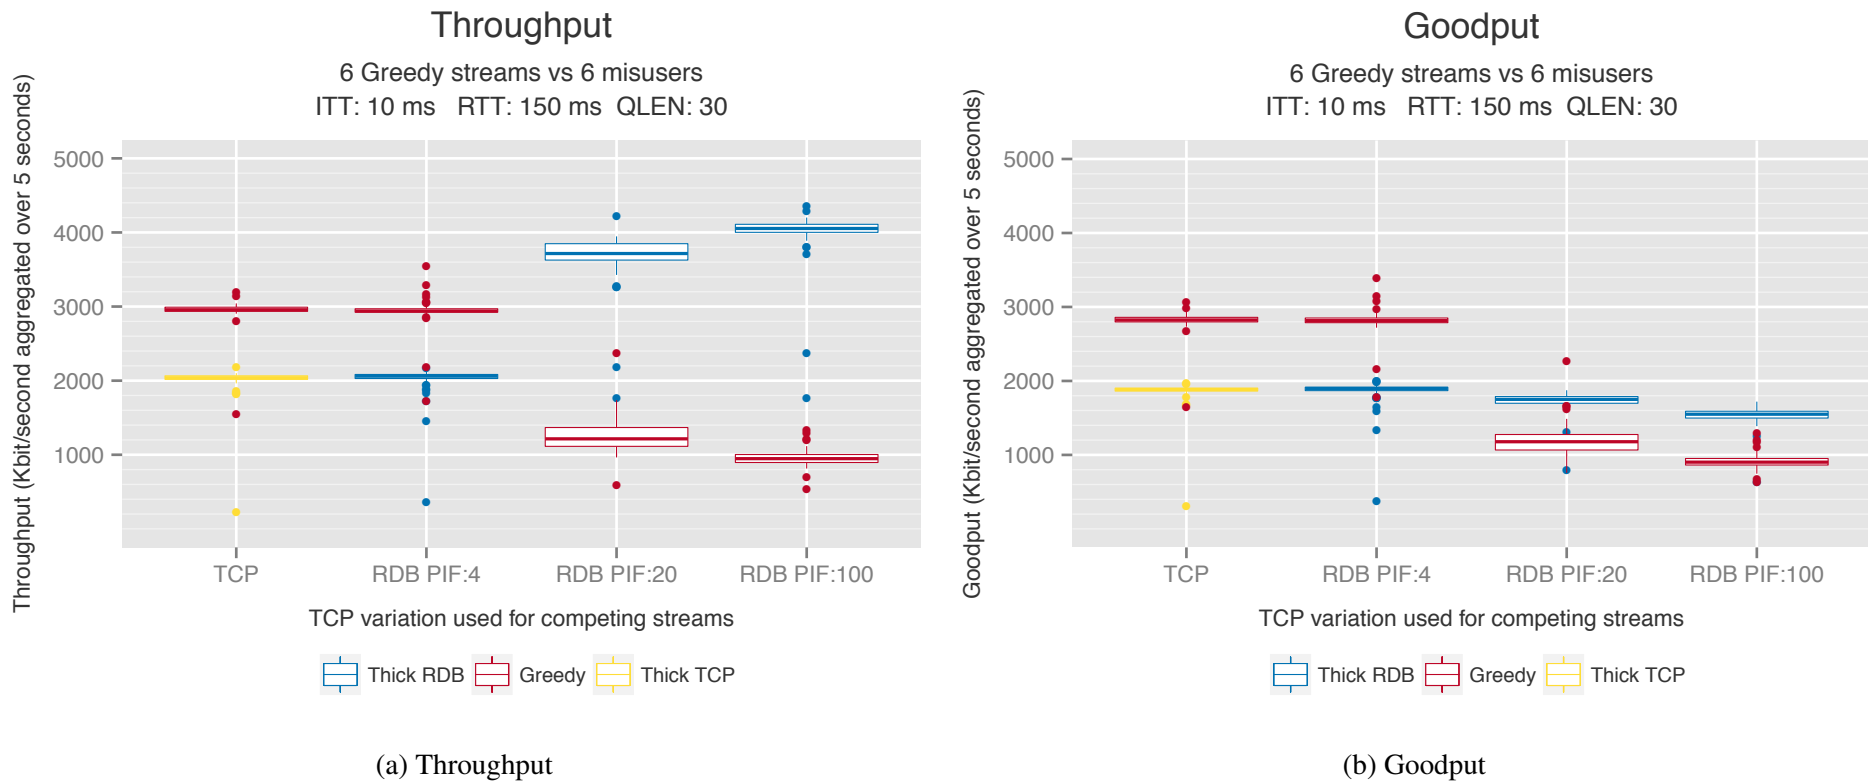 Throughput
6 Greedy streams vs 6 misusers
ITT: 10 ms RTT: 150 ms QLEN: 30
Throughput (Kbit/second aggregated over 5 seconds)
5000
4000
3000
2000
1000
TCP RDB PIF:4 RDB PIF:20 RDB PIF:100
TCP variation used for competing streams
Thick RDB Greedy Thick TCP
(a) Throughput
Goodput
6 Greedy streams vs 6 misusers
ITT: 10 ms RTT: 150 ms QLEN: 30
Goodput (Kbit/second aggregated over 5 seconds)
5000
4000
3000
2000
1000
TCP RDB PIF:4 RDB PIF:20 RDB PIF:100
TCP variation used for competing streams
Thick RDB Greedy Thick TCP
(b) Goodput